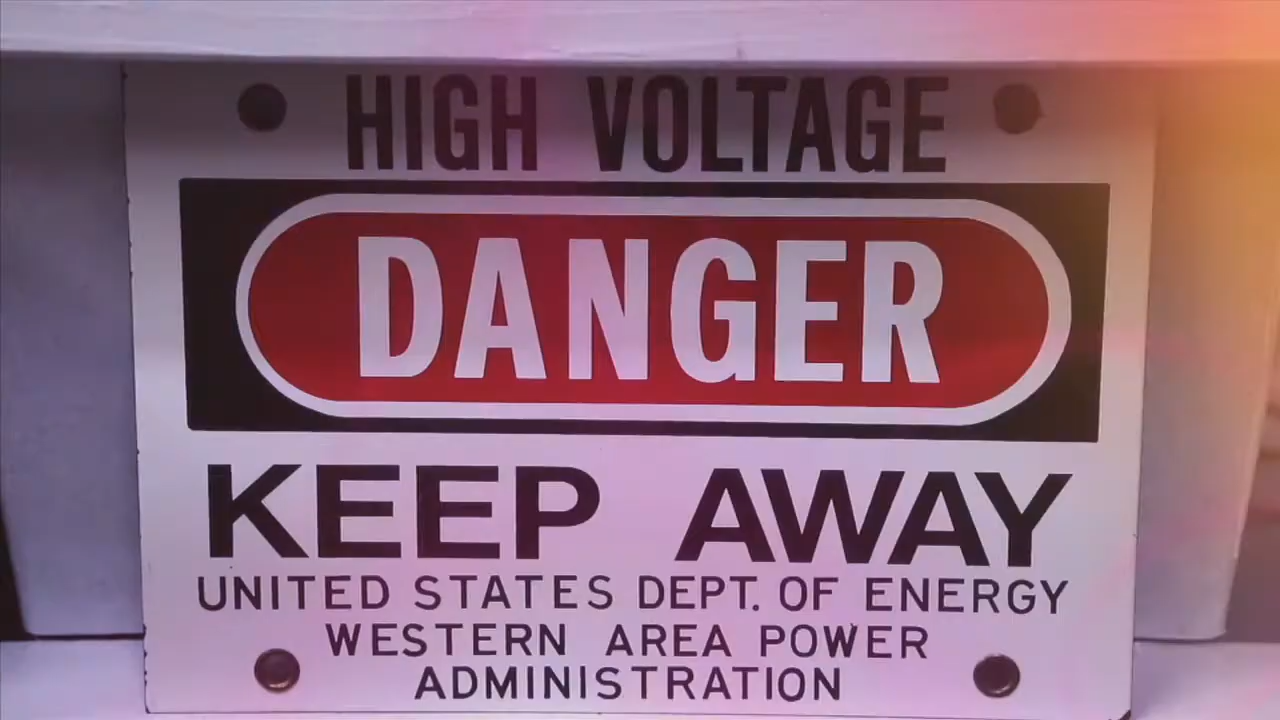 HIGH VOLTAGE
DANGER
KEEP AWAY
UNITED STATES DEPT. OF ENERGY
WESTERN AREA POWER
ADMINISTRATION